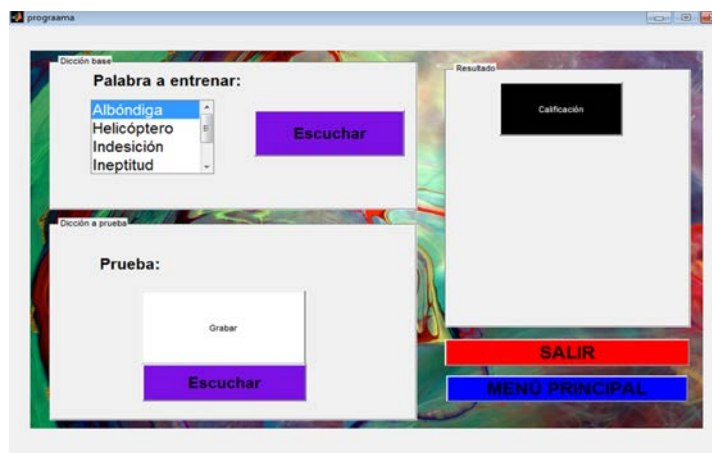 prograama
Dicción base
Palabra a entrenar:
Albóndiga
Helicóptero
Indesición
Ineptitud
Escuchar
Dicción a prueba
Prueba:
Grabar
Escuchar
Resultado
Calificación
SALIR
MENÚ PRINCIPAL